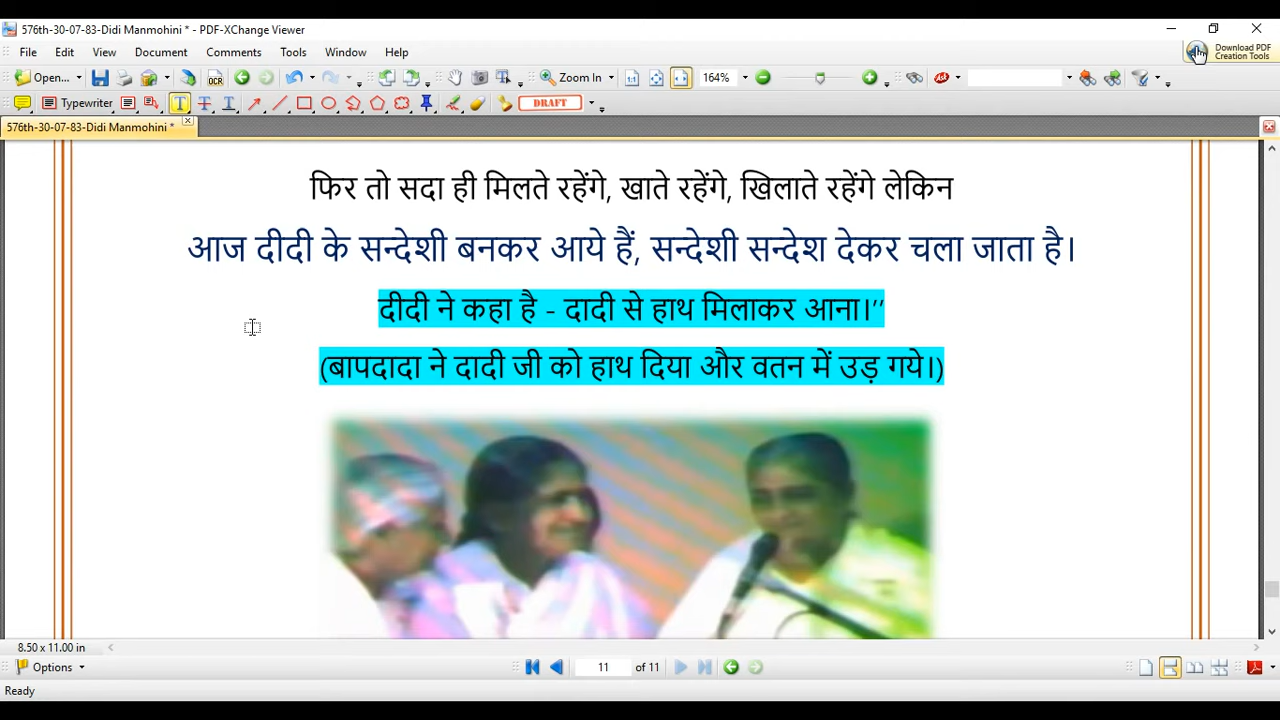 576th-30-07-83-Didi Manmohini * - PDF-XChange Viewer
File Edit View Document Comments Tools Window Help
Download PDF
Creation Tools
Open... OCR Zoom In 164% Ask
Typewriter T T T DRAFT
576th-30-07-83-Didi Manmohini *
फिर तो सदा ही मिलते रहेंगे, खाते रहेंगे, खिलाते रहेंगे लेकिन
आज दीदी के सन्देशी बनकर आये हैं, सन्देशी सन्देश देकर चला जाता है।
दीदी ने कहा है - दादी से हाथ मिलाकर आना।’’
(बापदादा ने दादी जी को हाथ दिया और वतन में उड़ गये।)
8.50 x 11.00 in
Options 11 of 11
Ready